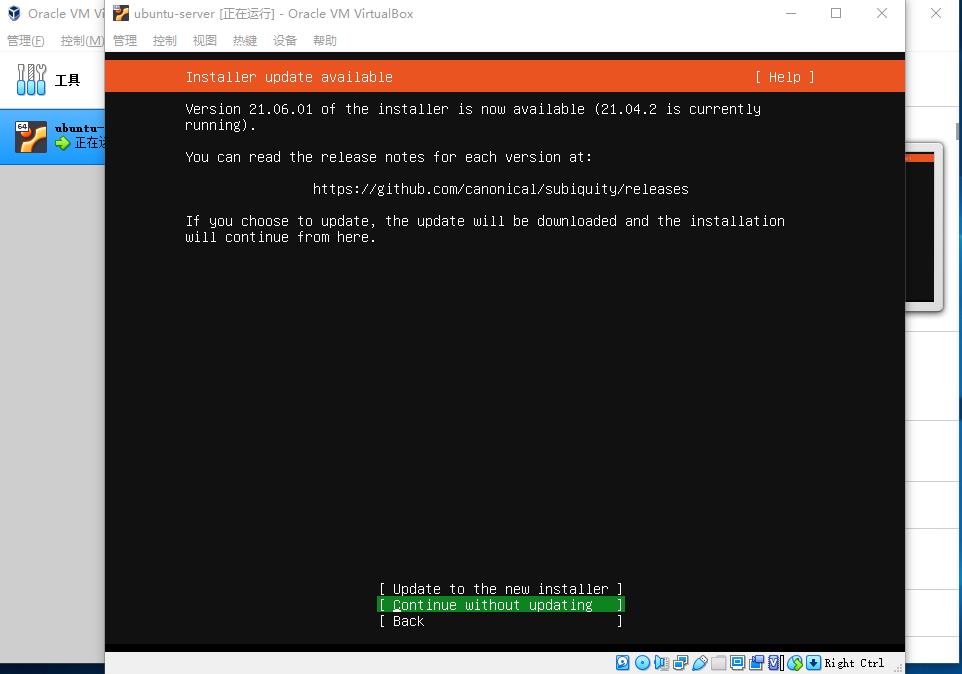 Oracle VM Vi
ubuntu-server [正在运行] - Oracle VM VirtualBox
管理(F) 控制(M)
管理 控制 视图 热键 设备 帮助
工具
64
ubuntu-
正在运
Installer update available [ Help ]
Version 21.06.01 of the installer is now available (21.04.2 is currently
running).
You can read the release notes for each version at:
https://github.com/canonical/subiquity/releases
If you choose to update, the update will be downloaded and the installation
will continue from here.
[ Update to the new installer ]
[ Continue without updating ]
[ Back ]
Right Ctrl